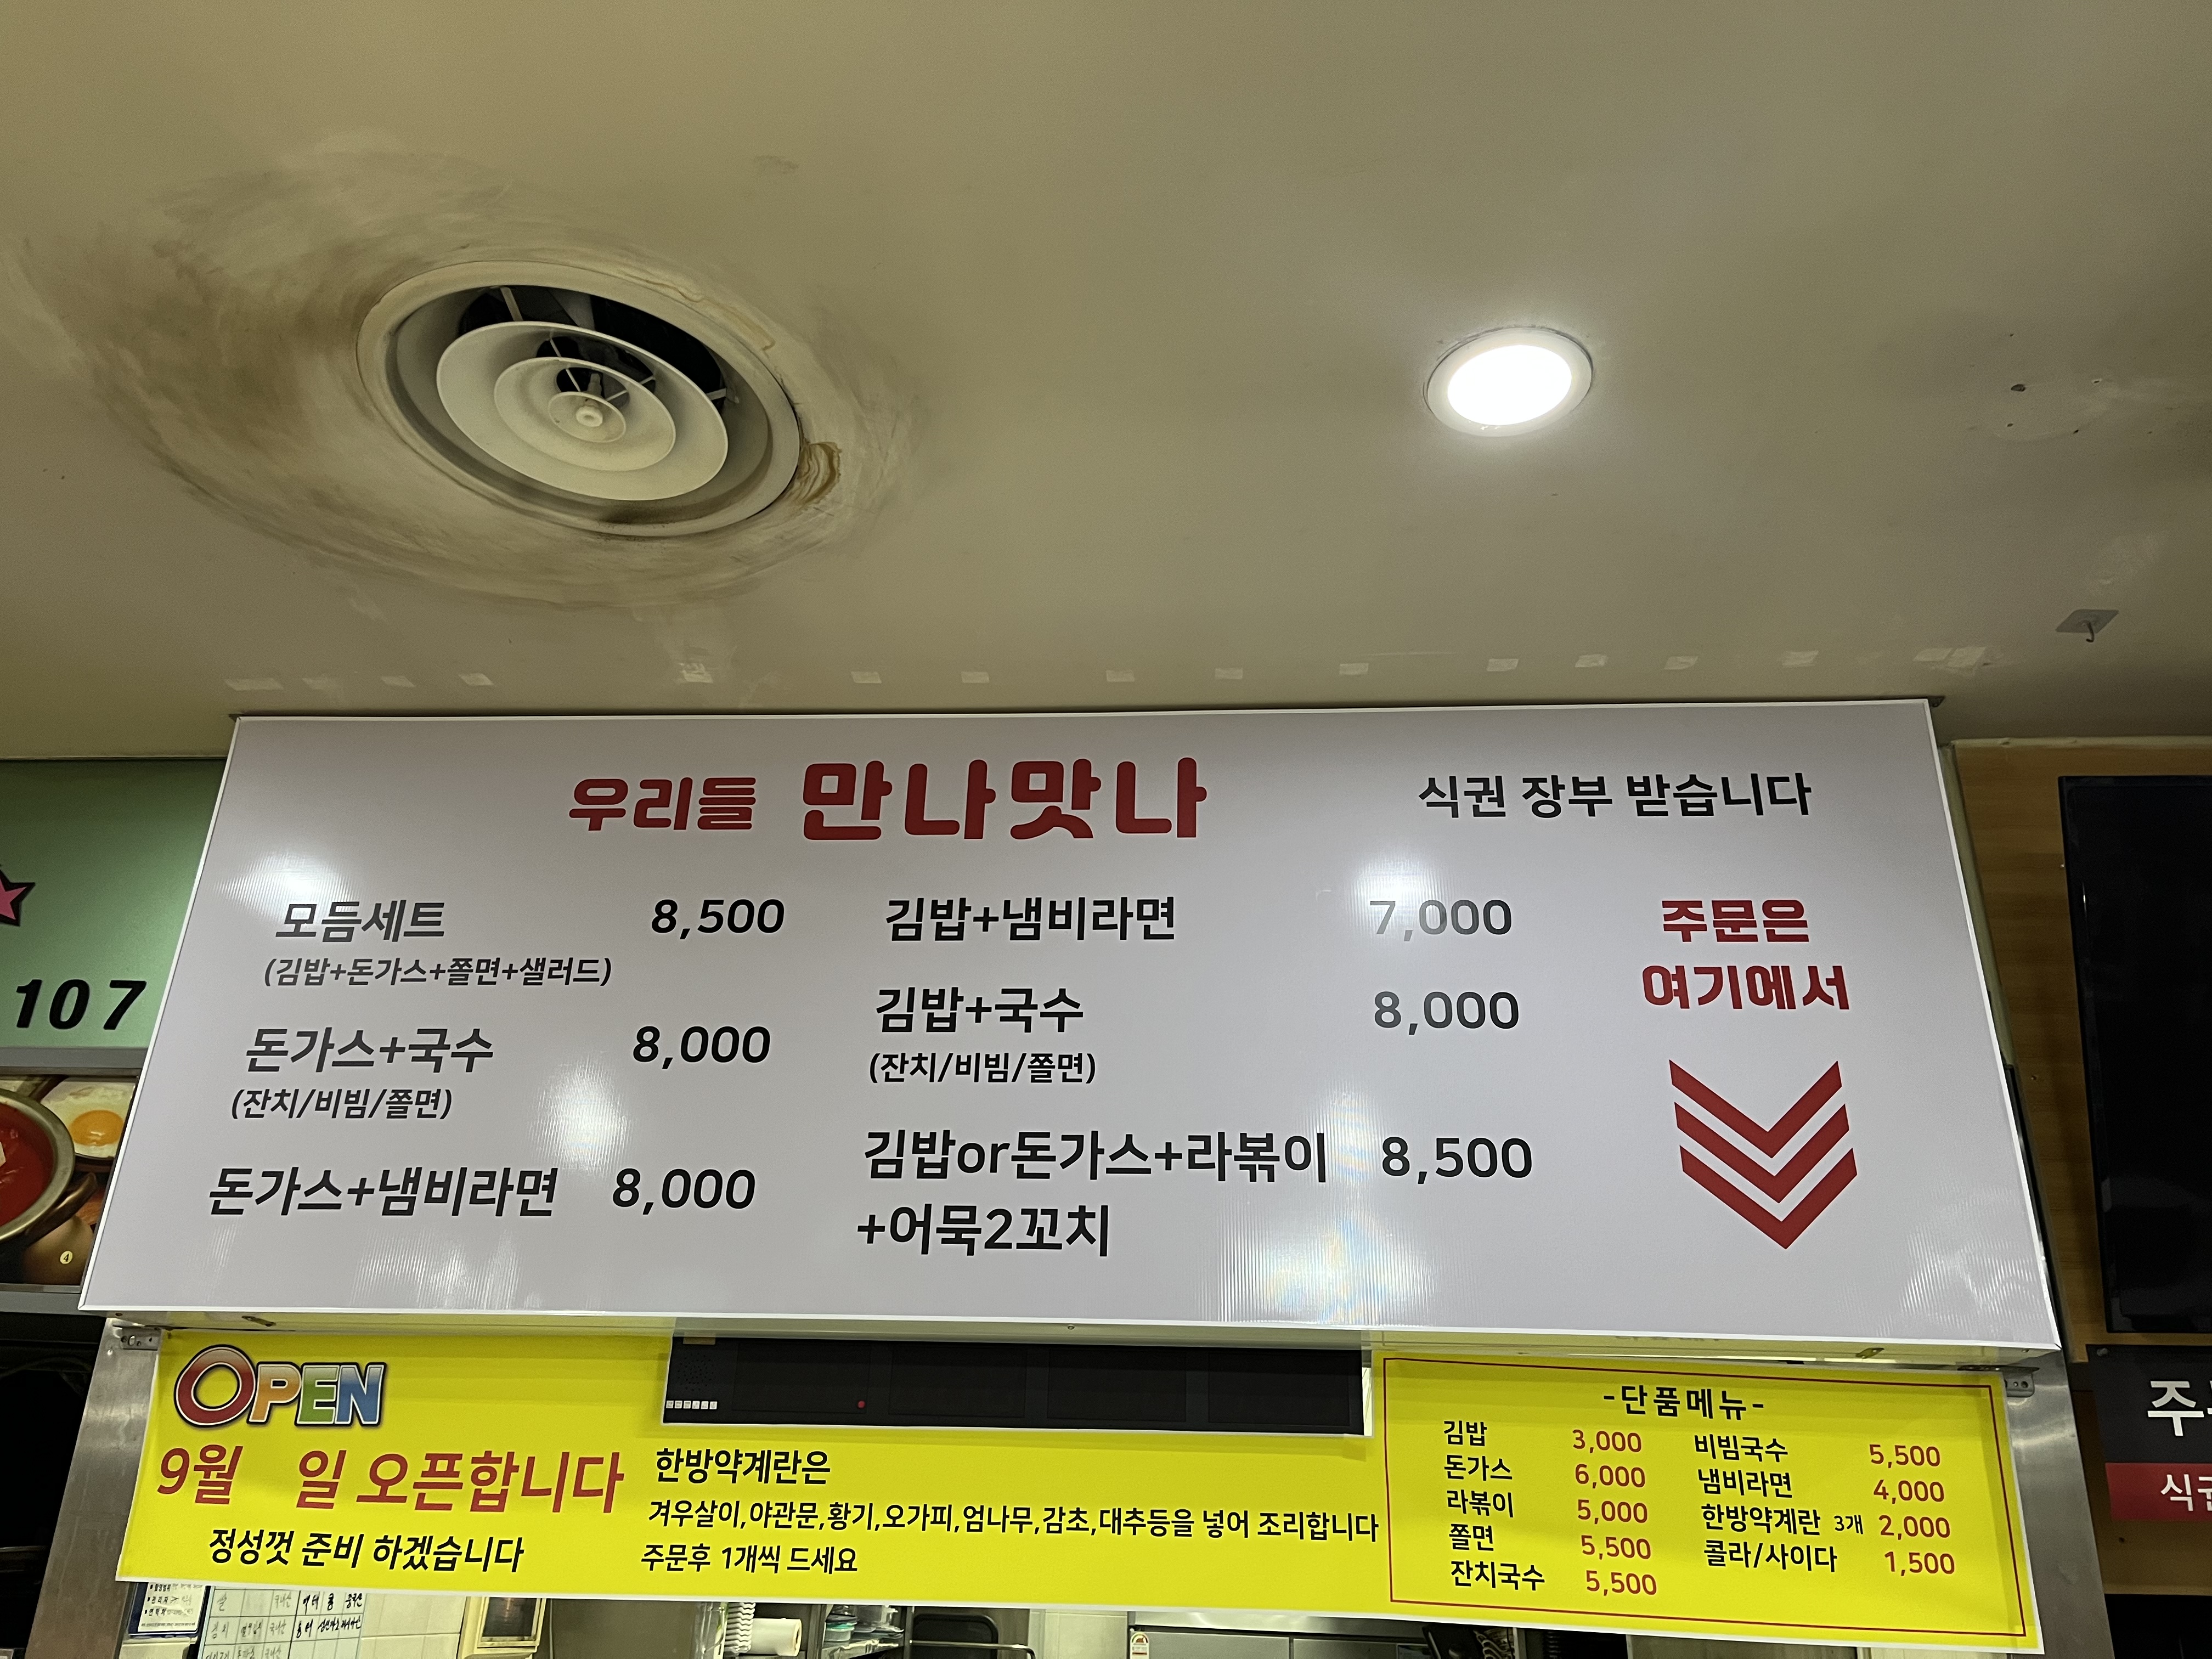 우리들 만나맛나
식권 장부 받습니다
모듬세트 8,500
(김밥+돈가스+쫄면+샐러드)
돈가스+국수 8,000
(잔치/비빔/쫄면)
돈가스+냄비라면 8,000
김밥+냄비라면 7,000
김밥+국수 8,000
(잔치/비빔/쫄면)
김밥or돈가스+라볶이 8,500
+어묵2꼬치
주문은
여기에서
107
OPEN
9월 일 오픈합니다
정성껏 준비 하겠습니다
한방약계란은
겨우살이,야관문,황기,오가피,엄나무,감초,대추등을 넣어 조리합니다
주문후 1개씩 드세요
-단품메뉴-
김밥 3,000
돈가스 6,000
라볶이 5,000
쫄면 5,500
잔치국수 5,500
비빔국수 5,500
냄비라면 4,000
한방약계란 3개 2,000
콜라/사이다 1,500
4
주